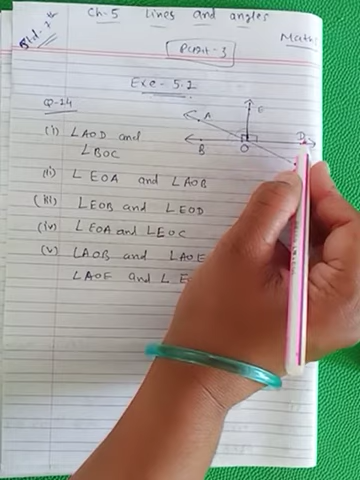 Ch-5 Lines and angles
Std-7th
Maths
Part-3
Exe-5.2
Q-14
(i) ∠AOD and
∠BOC
(ii) ∠EOA and ∠AOB
(iii) ∠EOB and ∠EOD
(iv) ∠EOA and ∠EOC
(v) ∠AOB and ∠AOE
∠AOE and ∠E
A
E
B
O
D